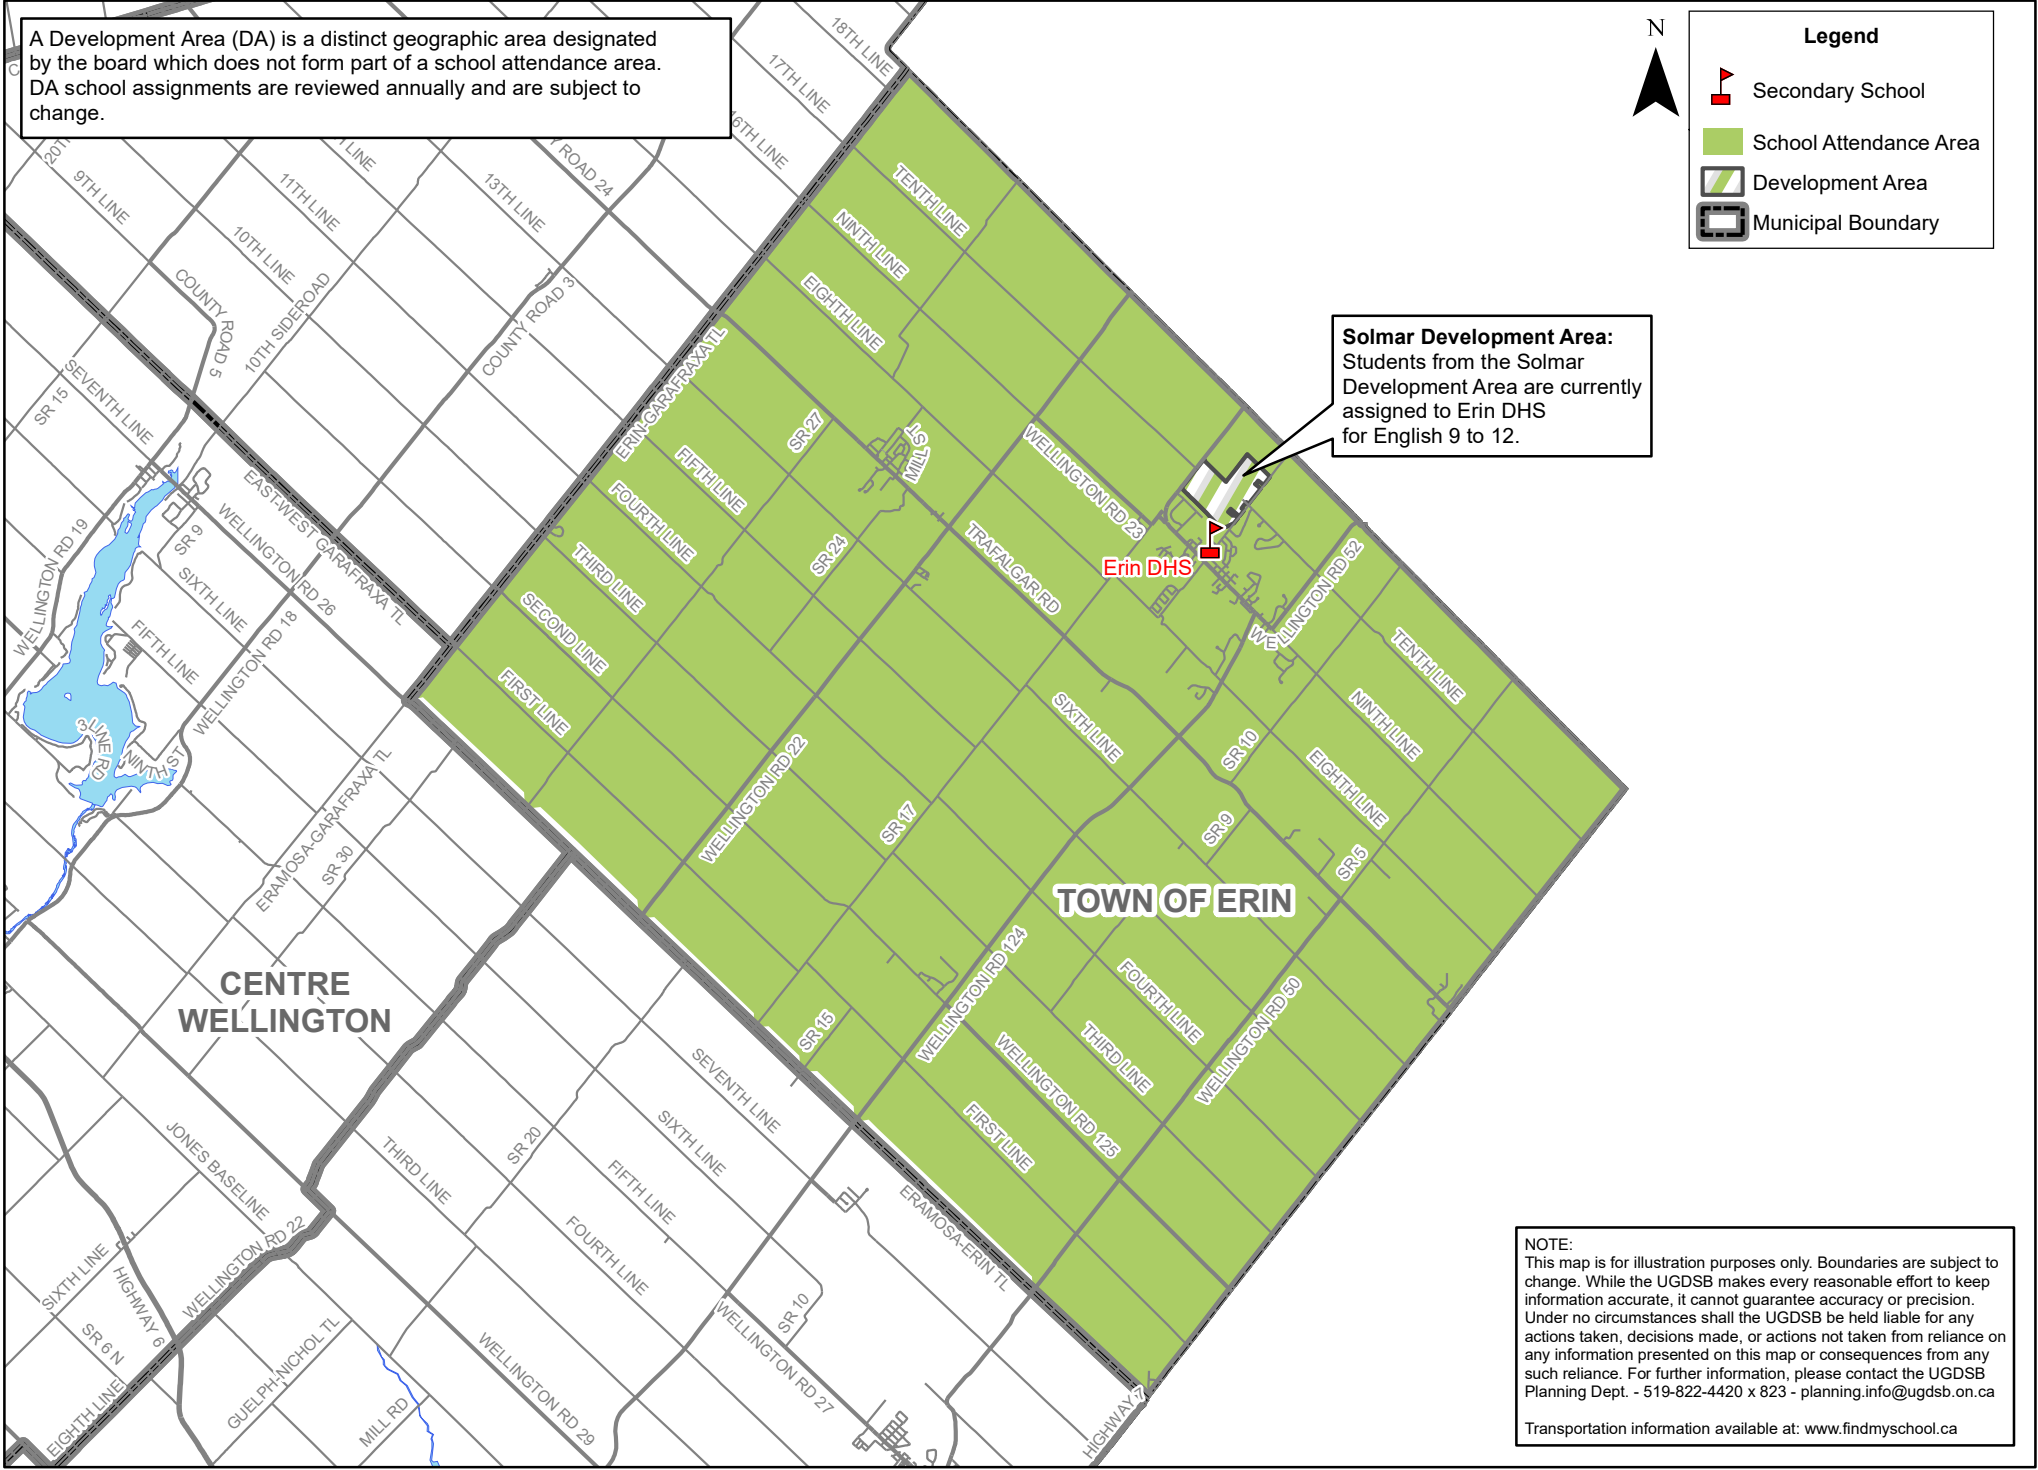 A Development Area (DA) is a distinct geographic area designated
by the board which does not form part of a school attendance area.
DA school assignments are reviewed annually and are subject to
change.
N
Legend
Secondary School
School Attendance Area
Development Area
Municipal Boundary
Solmar Development Area:
Students from the Solmar
Development Area are currently
assigned to Erin DHS
for English 9 to 12.
18TH LINE
17TH LINE
16TH LINE
Y ROAD 24
13TH LINE
11TH LINE
10TH LINE
9TH LINE
COUNTY ROAD 5
10TH SIDEROAD
COUNTY ROAD 3
SEVENTH LINE
SR 15
EAST-WEST GARAFRAXA TL
ERIN-GARAFRAXA TL
WELLINGTON RD 19
WELLINGTON RD 26
SR 9
SIXTH LINE
FIFTH LINE
WELLINGTON RD 18
3 LINE RD
NINTH ST
ERAMOSA-GARAFRAXA TL
SR 30
TENTH LINE
NINTH LINE
EIGHTH LINE
SR 27
MILL ST
FIFTH LINE
FOURTH LINE
THIRD LINE
SECOND LINE
FIRST LINE
SR 24
WELLINGTON RD 23
TRAFALGAR RD
Erin DHS
WELLINGTON RD 52
TENTH LINE
NINTH LINE
EIGHTH LINE
SIXTH LINE
SR 10
WELLINGTON RD 22
SR 17
SR 9
SR 5
TOWN OF ERIN
WELLINGTON RD 124
FOURTH LINE
THIRD LINE
WELLINGTON RD 50
WELLINGTON RD 125
FIRST LINE
SR 15
CENTRE
WELLINGTON
SEVENTH LINE
SIXTH LINE
FIFTH LINE
FOURTH LINE
THIRD LINE
SR 20
JONES BASELINE
WELLINGTON RD 22
SIXTH LINE
HIGHWAY 6
SR 6 N
EIGHTH LINE
GUELPH-NICHOL TL
MILL RD
WELLINGTON RD 29
WELLINGTON RD 27
SR 10
ERAMOSA-ERIN TL
HIGHWAY 7
NOTE:
This map is for illustration purposes only. Boundaries are subject to
change. While the UGDSB makes every reasonable effort to keep
information accurate, it cannot guarantee accuracy or precision.
Under no circumstances shall the UGDSB be held liable for any
actions taken, decisions made, or actions not taken from reliance on
any information presented on this map or consequences from any
such reliance. For further information, please contact the UGDSB
Planning Dept. - 519-822-4420 x 823 - planning.info@ugdsb.on.ca
Transportation information available at: www.findmyschool.ca